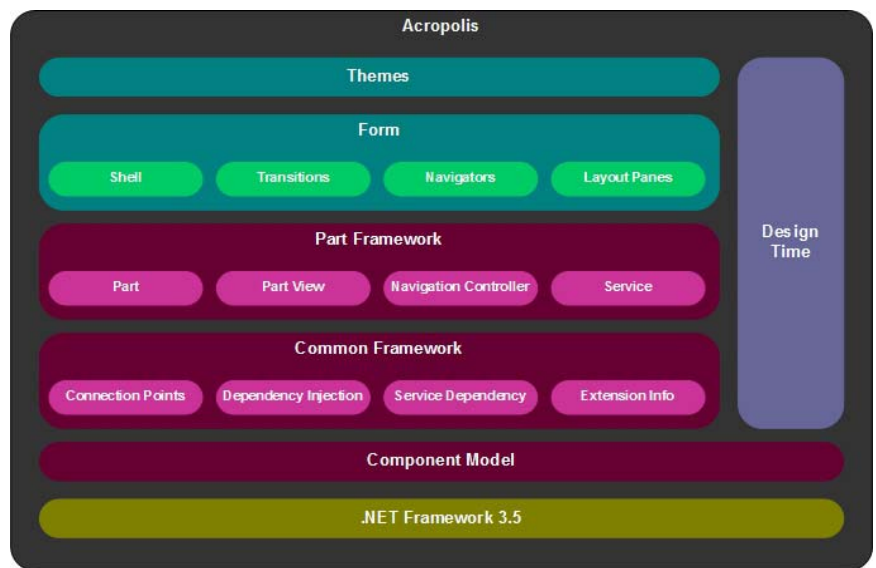 Acropolis
Themes
Form
Shell
Transitions
Navigators
Layout Panes
Part Framework
Part
Part View
Navigation Controller
Service
Common Framework
Connection Points
Dependency Injection
Service Dependency
Extension Info
Design
Time
Component Model
.NET Framework 3.5